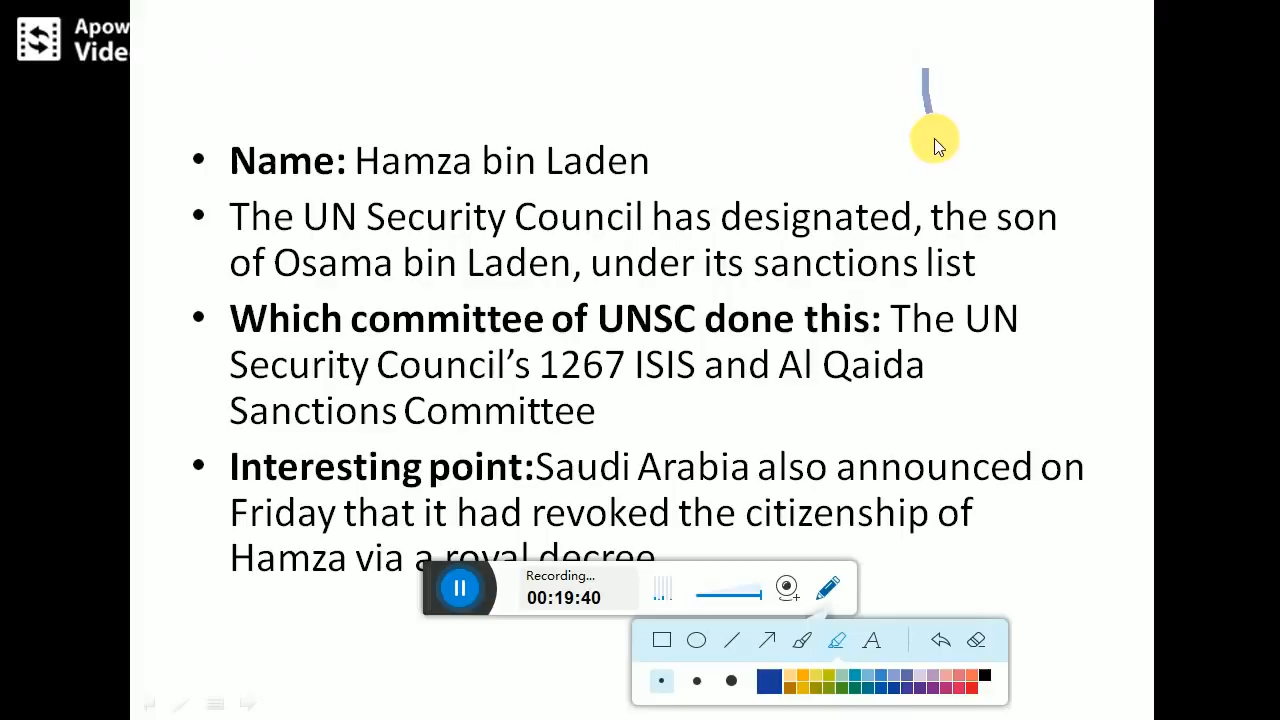 Apow
Vide
• Name: Hamza bin Laden
• The UN Security Council has designated, the son
of Osama bin Laden, under its sanctions list
• Which committee of UNSC done this: The UN
Security Council’s 1267 ISIS and Al Qaida
Sanctions Committee
• Interesting point:Saudi Arabia also announced on
Friday that it had revoked the citizenship of
Hamza via a royal decree
Recording...
00:19:40
A